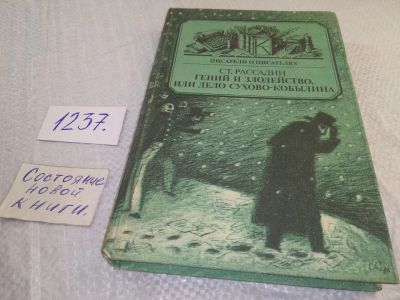 ПИСАТЕЛИ О ПИСАТЕЛЯХ
СТ. РАССАДИН
ГЕНИЙ И ЗЛОДЕЙСТВО,
ИЛИ ДЕЛО СУХОВО-КОБЫЛИНА
1237.
Состояние
новой
книги.